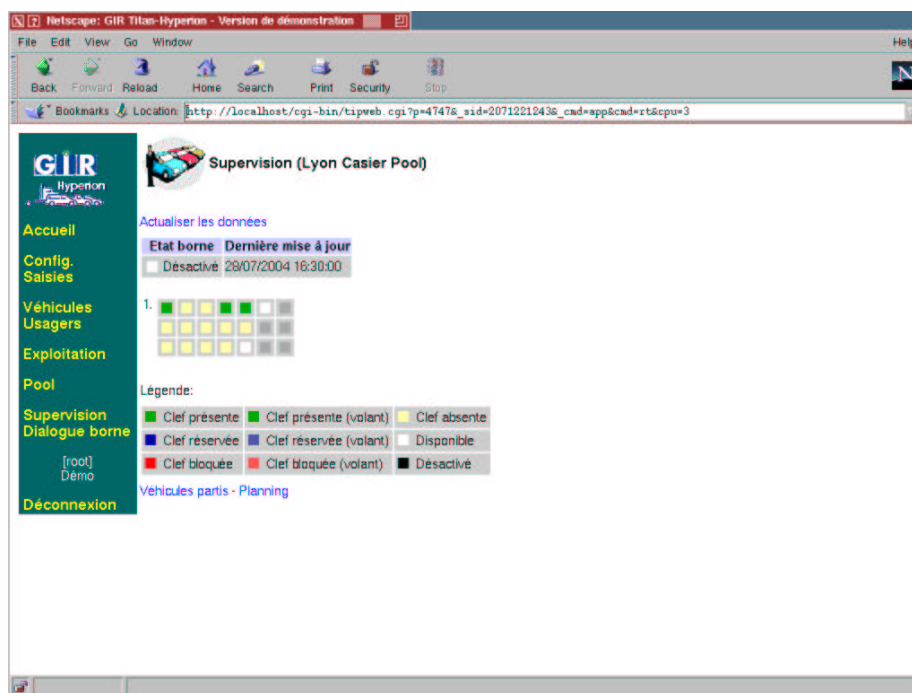 Netscape: GIR Titan-Hyperion - Version de démonstration
File Edit View Go Window Help
Back Forward Reload Home Search Print Security Stop
N
Bookmarks Location: http://localhost/cgi-bin/tipweb.cgi?p=4747&_sid=2071221243&_cmd=app&cmd=rt&cpu=3
GIR
Hyperion
Supervision (Lyon Casier Pool)
Actualiser les données
Etat borne Dernière mise à jour
Désactivé 28/07/2004 16:30:00
1.
Accueil
Config.
Saisies
Véhicules
Usagers
Exploitation
Pool
Supervision
Dialogue borne
[root]
Démo
Déconnexion
Légende:
Clef présente Clef présente (volant) Clef absente
Clef réservée Clef réservée (volant) Disponible
Clef bloquée Clef bloquée (volant) Désactivé
Véhicules partis - Planning